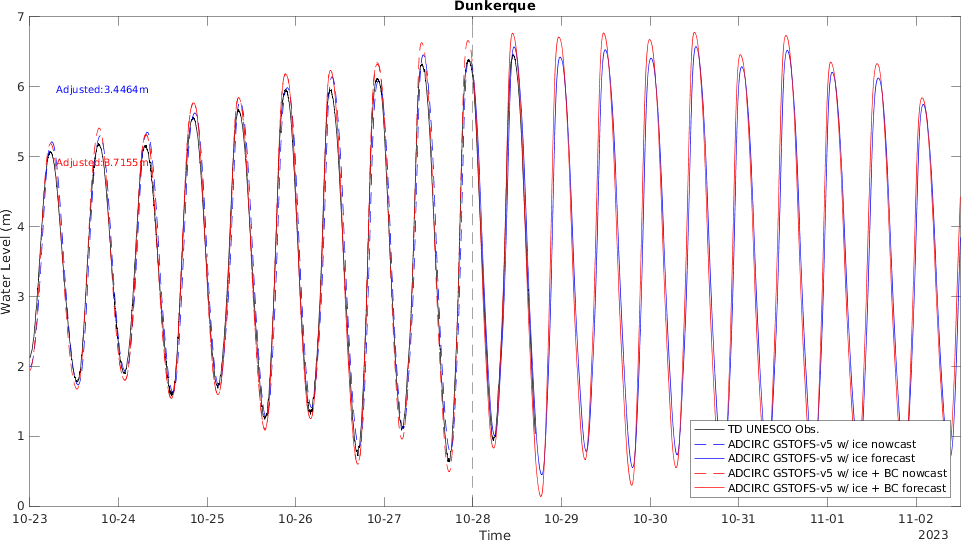 Dunkerque
7
6
5
4
3
2
1
0
Water Level (m)
Adjusted:3.4464m
Adjusted:3.7155m
TD UNESCO Obs.
ADCIRC GSTOFS-v5 w/ ice nowcast
ADCIRC GSTOFS-v5 w/ ice forecast
ADCIRC GSTOFS-v5 w/ ice + BC nowcast
ADCIRC GSTOFS-v5 w/ ice + BC forecast
10-23 10-24 10-25 10-26 10-27 10-28 10-29 10-30 10-31 11-01 11-02
Time
2023